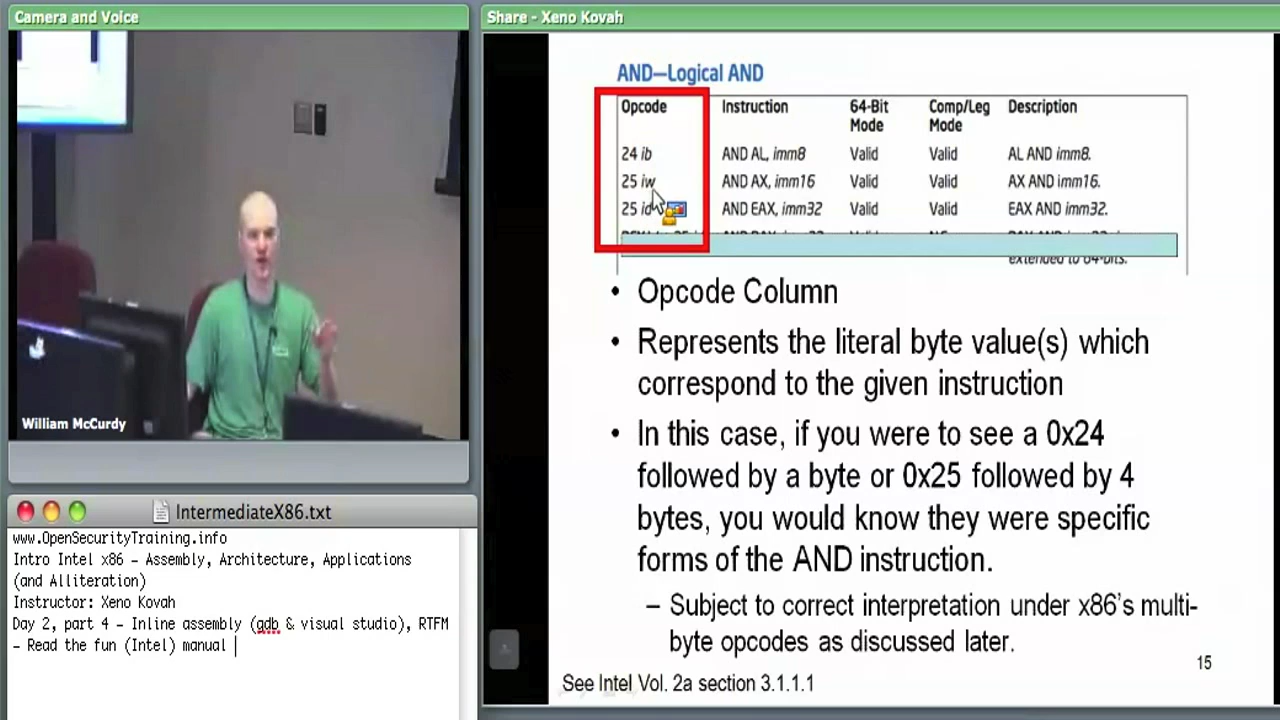 Camera and Voice
William McCurdy
IntermediateX86.txt
www.OpenSecurityTraining.info
Intro Intel x86 – Assembly, Architecture, Applications
(and Alliteration)
Instructor: Xeno Kovah
Day 2, part 4 – Inline assembly (gdb & visual studio), RTFM
– Read the fun (Intel) manual
Share - Xeno Kovah
AND—Logical AND
Opcode Instruction 64-Bit Mode Comp/Leg Mode Description
24 ib AND AL, imm8 Valid Valid AL AND imm8.
25 iw AND AX, imm16 Valid Valid AX AND imm16.
25 id AND EAX, imm32 Valid Valid EAX AND imm32.
extended to 64-bits.
• Opcode Column
• Represents the literal byte value(s) which
correspond to the given instruction
• In this case, if you were to see a 0x24
followed by a byte or 0x25 followed by 4
bytes, you would know they were specific
forms of the AND instruction.
– Subject to correct interpretation under x86's multi-
byte opcodes as discussed later.
15
See Intel Vol. 2a section 3.1.1.1